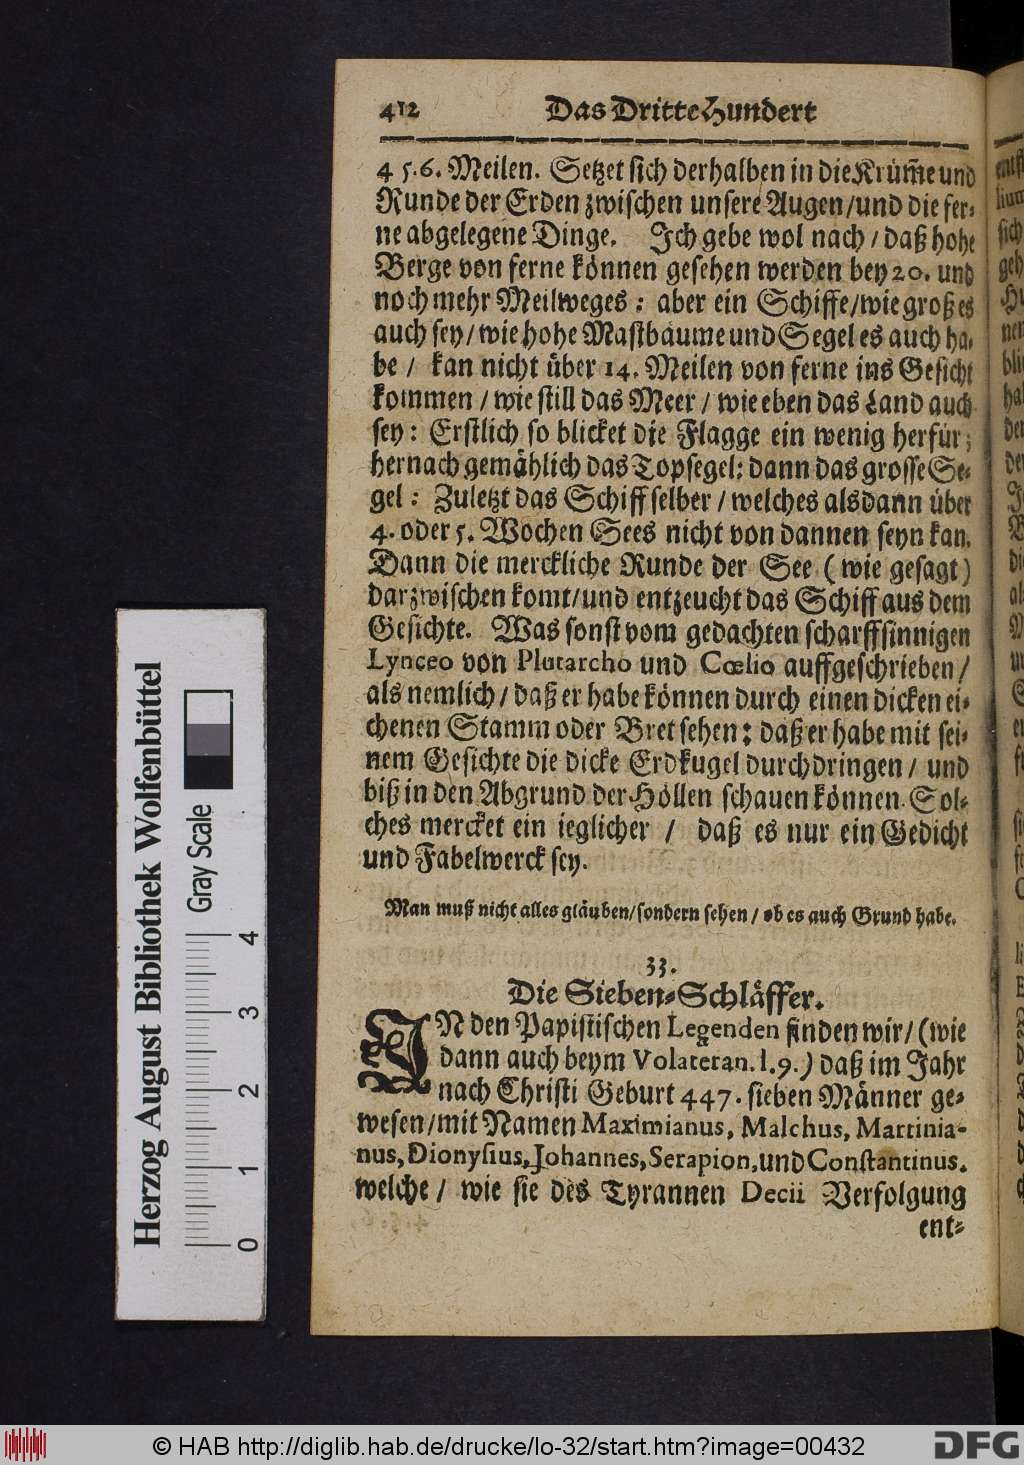 412 Das Dritte Hundert
4 5. 6. Meilen. Setzet sich derhalben in die Krüm̃e und
Runde der Erden zwischen unsere Augen/und die fer-
ne abgelegene Dinge. Ich gebe wol nach / daß hohe
Berge von ferne können gesehen werden bey 20. und
noch mehr Meilweges : aber ein Schiffe/wie groß es
auch sey/wie hohe Mastbäume und Segel es auch ha-
be / kan nicht über 14. Meilen von ferne ins Gesicht
kommen / wie still das Meer / wie eben das Land auch
sey : Erstlich so blicket die Flagge ein wenig herfür ;
hernach gemählich das Topsegel: dann das grosse Se-
gel : Zuletzt das Schiff selber / welches alsdann über
4. oder 5. Wochen Sees nicht von dannen seyn kan.
Dann die merckliche Runde der See ( wie gesagt )
darzwischen komt/und entzeucht das Schiff aus dem
Gesichte. Was sonst vom gedachten scharffsinnigen
Lynceo von Plutarcho und Cœlio auffgeschrieben /
als nemlich / daß er habe können durch einen dicken ei-
chenen Stamm oder Bret sehen : daß er habe mit sei-
nem Gesichte die dicke Erdkugel durchdringen / und
biß in den Abgrund der Höllen schauen können. Sol-
ches mercket ein ieglicher / daß es nur ein Gedicht
und Fabelwerck sey.
Man muß nicht alles gläuben/sondern sehen / ob es auch Grund habe.
33.
Die Sieben-Schläffer.
IN den Papistischen Legenden finden wir/ (wie
dann auch beym Volateran. l. 9.) daß im Jahr
nach Christi Geburt 447. sieben Männer ge-
wesen/mit Namen Maximianus, Malchus, Martinia-
nus, Dionysius, Johannes, Serapion, und Constantinus.
welche / wie sie des Tyrannen Decii Verfolgung
ent-
Herzog August Bibliothek Wolfenbüttel
Gray Scale
0 1 2 3 4
© HAB http://diglib.hab.de/drucke/lo-32/start.htm?image=00432
DFG